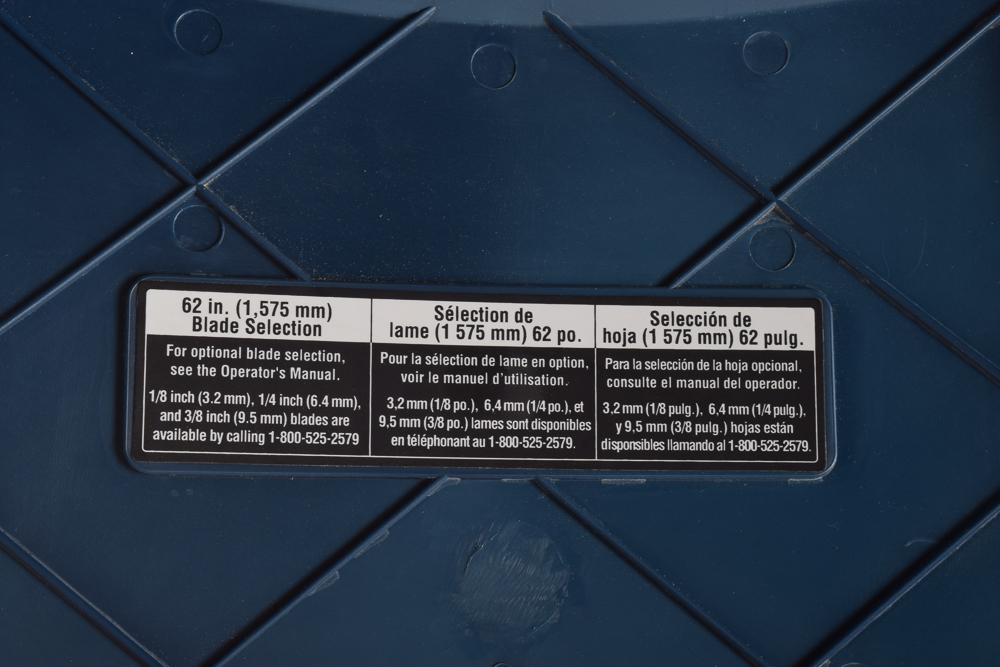 62 in. (1,575 mm)
Blade Selection
For optional blade selection,
see the Operator's Manual.
1/8 inch (3.2 mm), 1/4 inch (6.4 mm),
and 3/8 inch (9.5 mm) blades are
available by calling 1-800-525-2579
Sélection de
lame (1 575 mm) 62 po.
Pour la sélection de lame en option,
voir le manuel d'utilisation.
3,2 mm (1/8 po.), 6,4 mm (1/4 po.), et
9,5 mm (3/8 po.) lames sont disponibles
en téléphonant au 1-800-525-2579.
Selección de
hoja (1 575 mm) 62 pulg.
Para la selección de la hoja opcional,
consulte el manual del operador.
3,2 mm (1/8 pulg.), 6,4 mm (1/4 pulg.),
y 9,5 mm (3/8 pulg.) hojas están
disponsibles llamando al 1-800-525-2579.